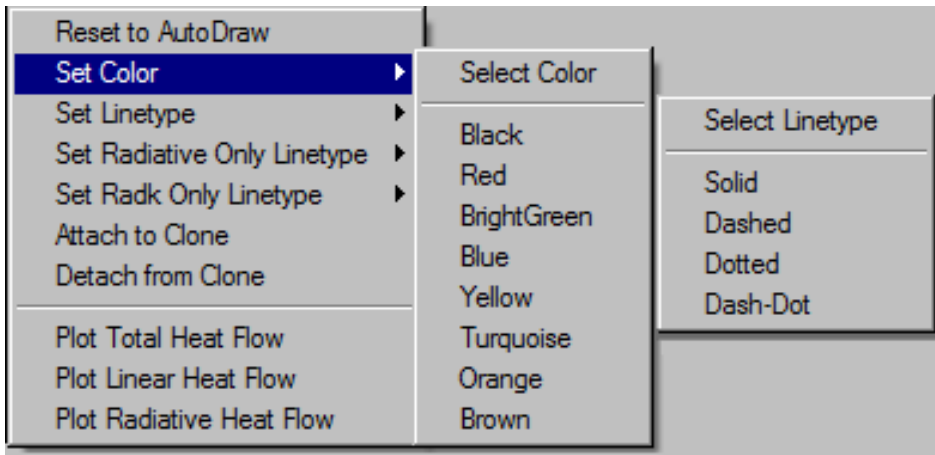 Reset to AutoDraw
Set Color
Set Linetype
Set Radiative Only Linetype
Set Radk Only Linetype
Attach to Clone
Detach from Clone
Plot Total Heat Flow
Plot Linear Heat Flow
Plot Radiative Heat Flow
Select Color
Black
Red
BrightGreen
Blue
Yellow
Turquoise
Orange
Brown
Select Linetype
Solid
Dashed
Dotted
Dash-Dot